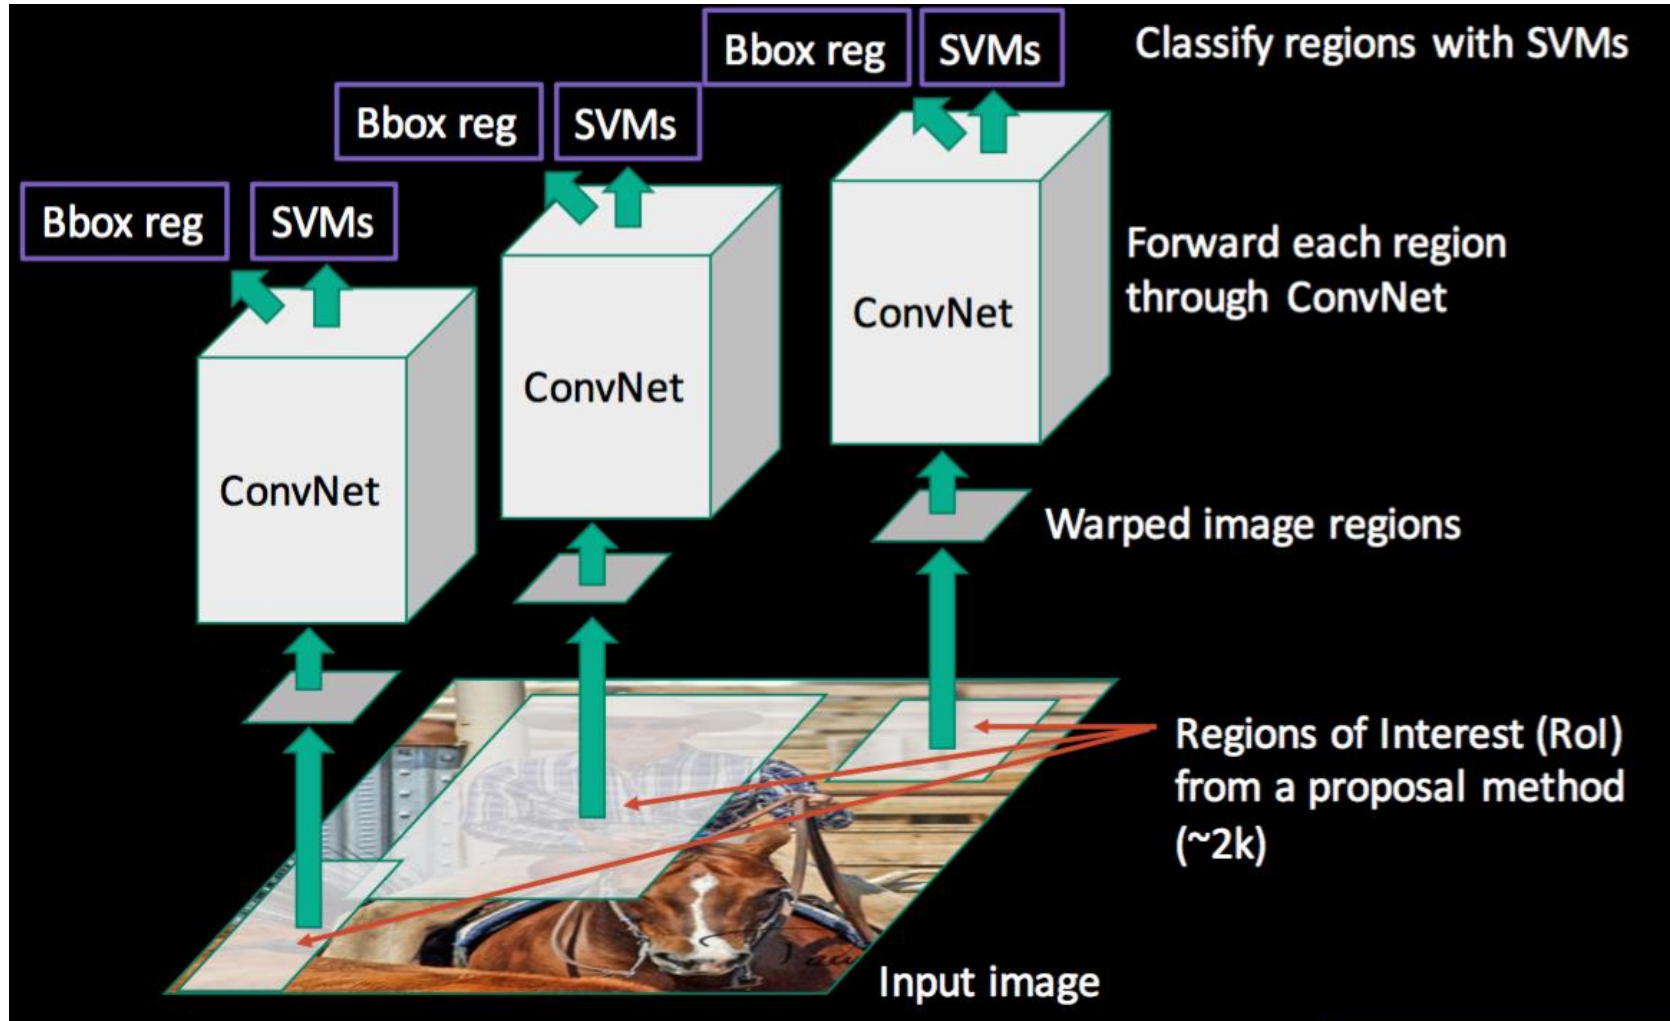 Bbox reg SVMs Classify regions with SVMs
Bbox reg SVMs
Bbox reg SVMs
Forward each region
through ConvNet
ConvNet
ConvNet
ConvNet
Warped image regions
Regions of Interest (RoI)
from a proposal method
(~2k)
Input image